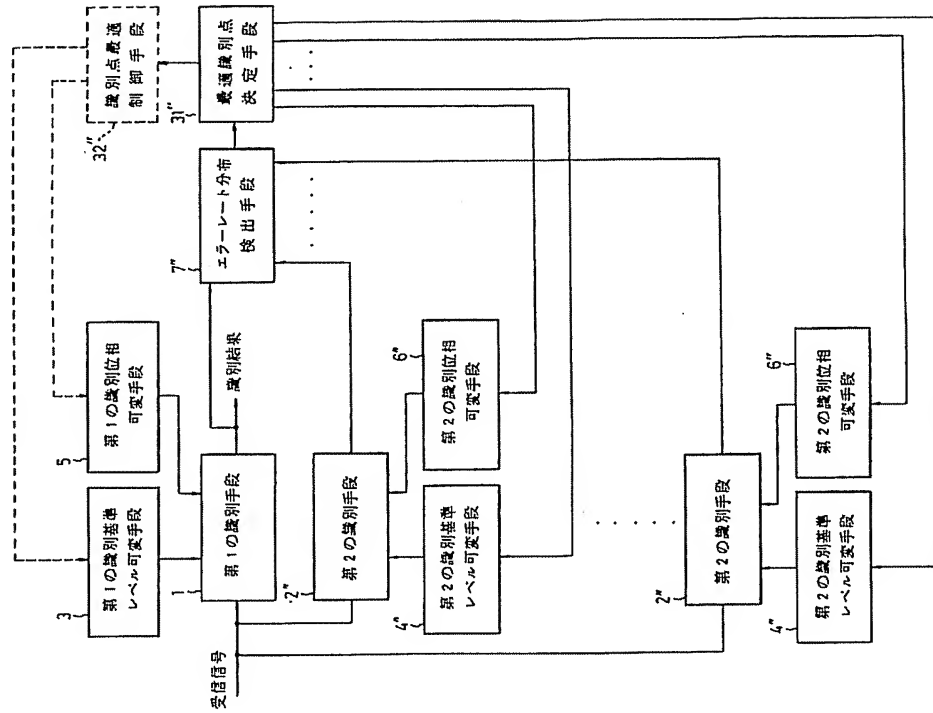 識別点最適
制御手段
32″
最適識別点
決定手段
31″
エラーレート分布
検出手段
7″
第1の識別位相
可変手段
5
第1の識別基準
レベル可変手段
3
識別結果
第1の識別手段
1
受信信号
第2の識別手段
2″
第2の識別位相
可変手段
6″
第2の識別基準
レベル可変手段
4″
第2の識別手段
2″
第2の識別位相
可変手段
6″
第2の識別基準
レベル可変手段
4″